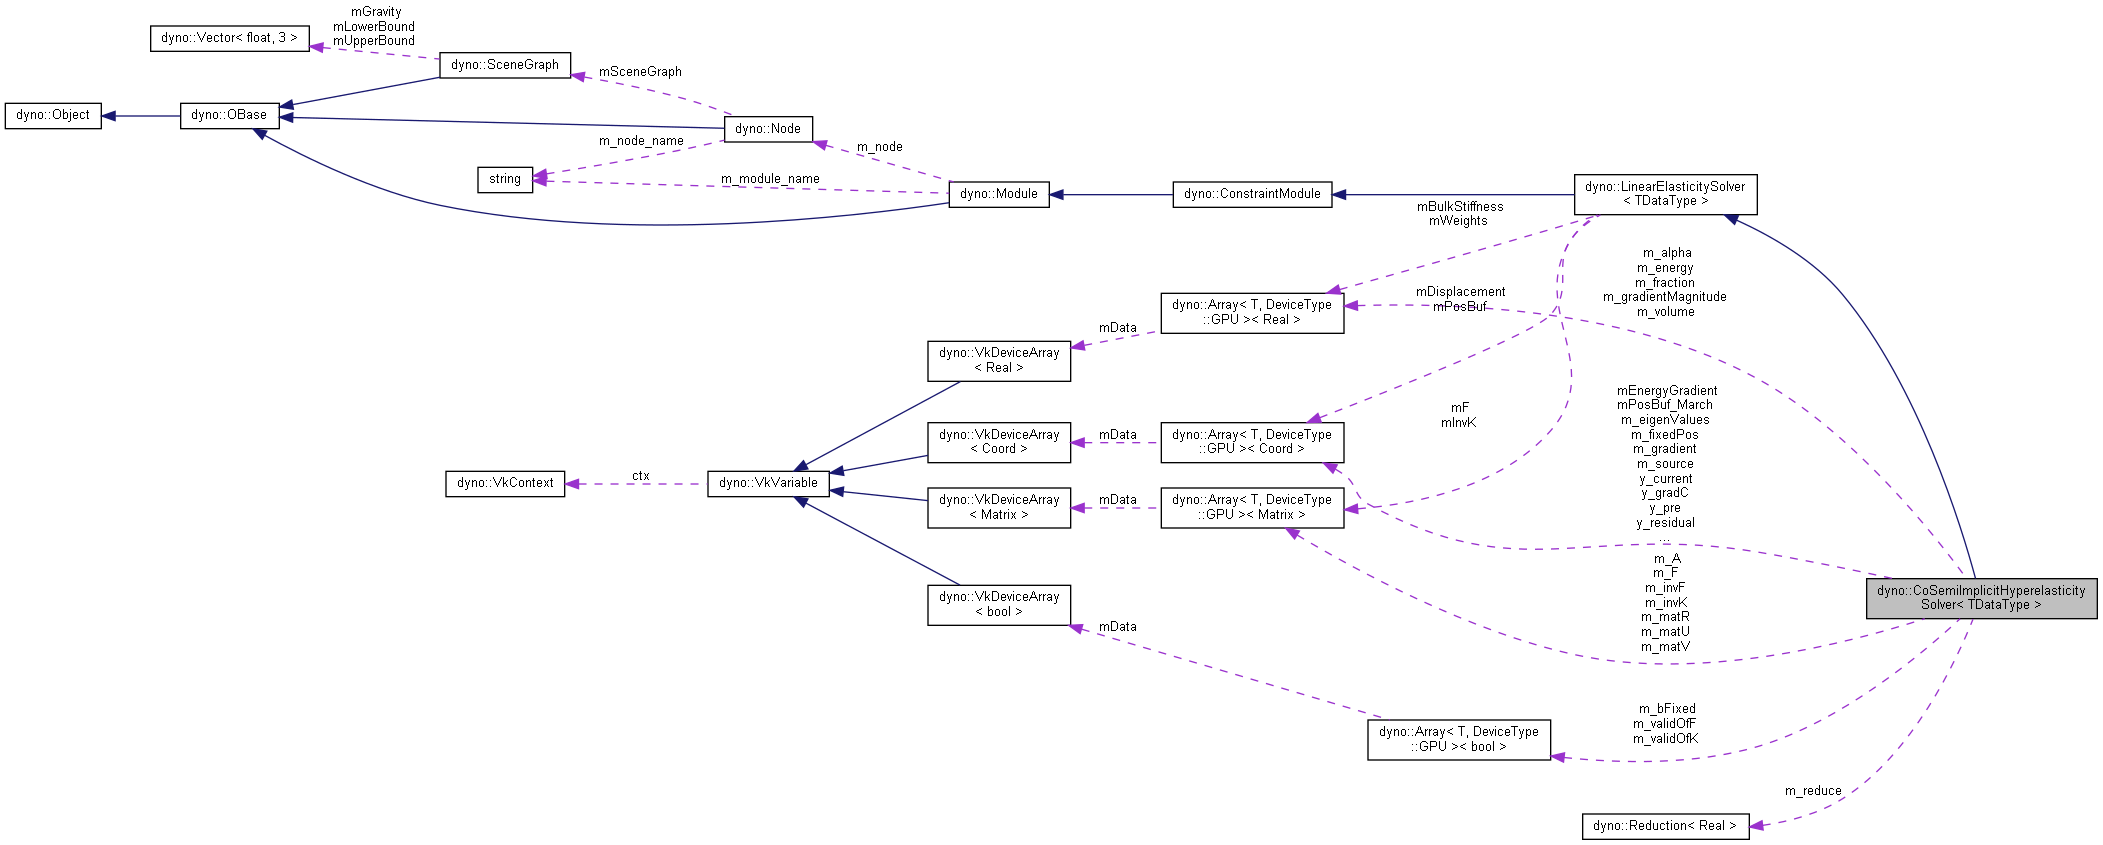 mGravity
mLowerBound
mUpperBound
dyno::Vector< float, 3 >
dyno::SceneGraph
mSceneGraph
dyno::Object
dyno::OBase
dyno::Node
m_node_name
m_node
string
m_module_name
dyno::Module
dyno::ConstraintModule
dyno::LinearElasticitySolver
< TDataType >
mBulkStiffness
mWeights
m_alpha
m_energy
m_fraction
m_gradientMagnitude
m_volume
mDisplacement
mPosBuf
dyno::Array< T, DeviceType
::GPU >< Real >
mData
dyno::VkDeviceArray
< Real >
mEnergyGradient
mPosBuf_March
m_eigenValues
m_fixedPos
m_gradient
m_source
y_current
y_gradC
y_pre
y_residual
...
mF
mInvK
dyno::Array< T, DeviceType
::GPU >< Coord >
mData
dyno::VkDeviceArray
< Coord >
dyno::VkContext
ctx
dyno::VkVariable
dyno::VkDeviceArray
< Matrix >
mData
dyno::Array< T, DeviceType
::GPU >< Matrix >
m_A
m_F
m_invF
m_invK
m_matR
m_matU
m_matV
dyno::CoSemiImplicitHyperelasticity
Solver< TDataType >
dyno::VkDeviceArray
< bool >
mData
dyno::Array< T, DeviceType
::GPU >< bool >
m_bFixed
m_validOfF
m_validOfK
m_reduce
dyno::Reduction< Real >